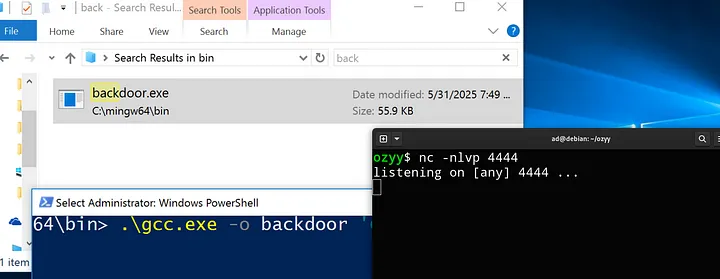 Search Tools
Application Tools
back
File
Home
Share
View
Search
Manage
Search Results in bin
back
backdoor.exe
C:\mingw64\bin
Date modified: 5/31/2025 7:49 ...
Size: 55.9 KB
ad@debian: ~/ozyy
ozyy$ nc -nlvp 4444
listening on [any] 4444 ...
Select Administrator: Windows PowerShell
64\bin> .\gcc.exe -o backdoor '
1 item